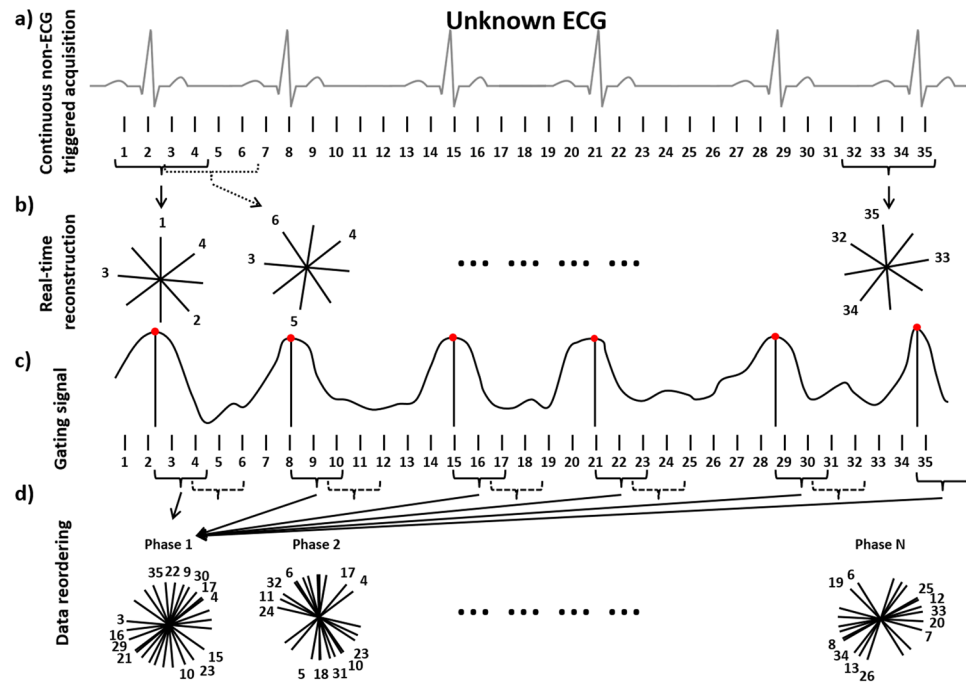 a)
Unknown ECG
Continuous non-ECG
triggered acquisition
1 2 3 4 5 6 7 8 9 10 11 12 13 14 15 16 17 18 19 20 21 22 23 24 25 26 27 28 29 30 31 32 33 34 35
b)
Real-time
reconstruction
1
4
3
2
6
4
3
5
... ... ... ...
35
32
33
34
c)
Gating signal
1 2 3 4 5 6 7 8 9 10 11 12 13 14 15 16 17 18 19 20 21 22 23 24 25 26 27 28 29 30 31 32 33 34 35
d)
Data reordering
Phase 1
Phase 2
Phase N
35 22 9 30
17
4
3
16
29
21
15
23
10
6
32
11
24
17
4
23
10
5 18 31
... ... ... ...
6
19
25
12
33
20
7
8
34
13
26